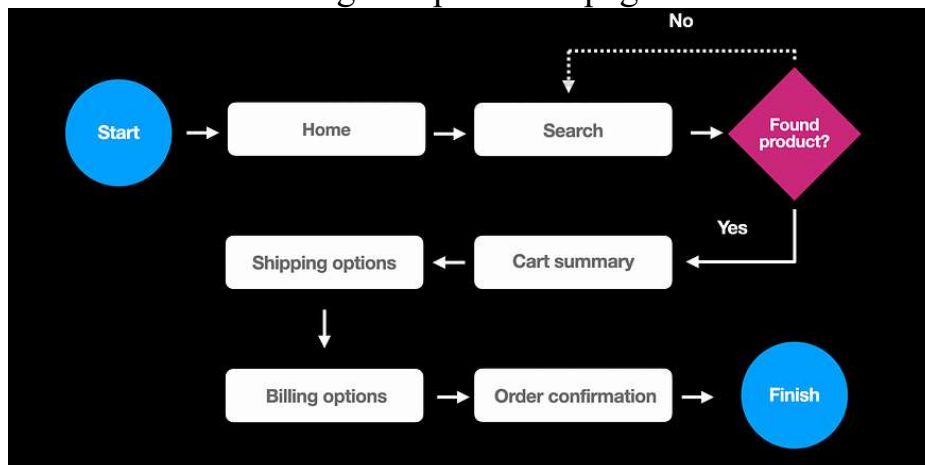 No
Start
Home
Search
Found
product?
Yes
Shipping options
Cart summary
Billing options
Order confirmation
Finish